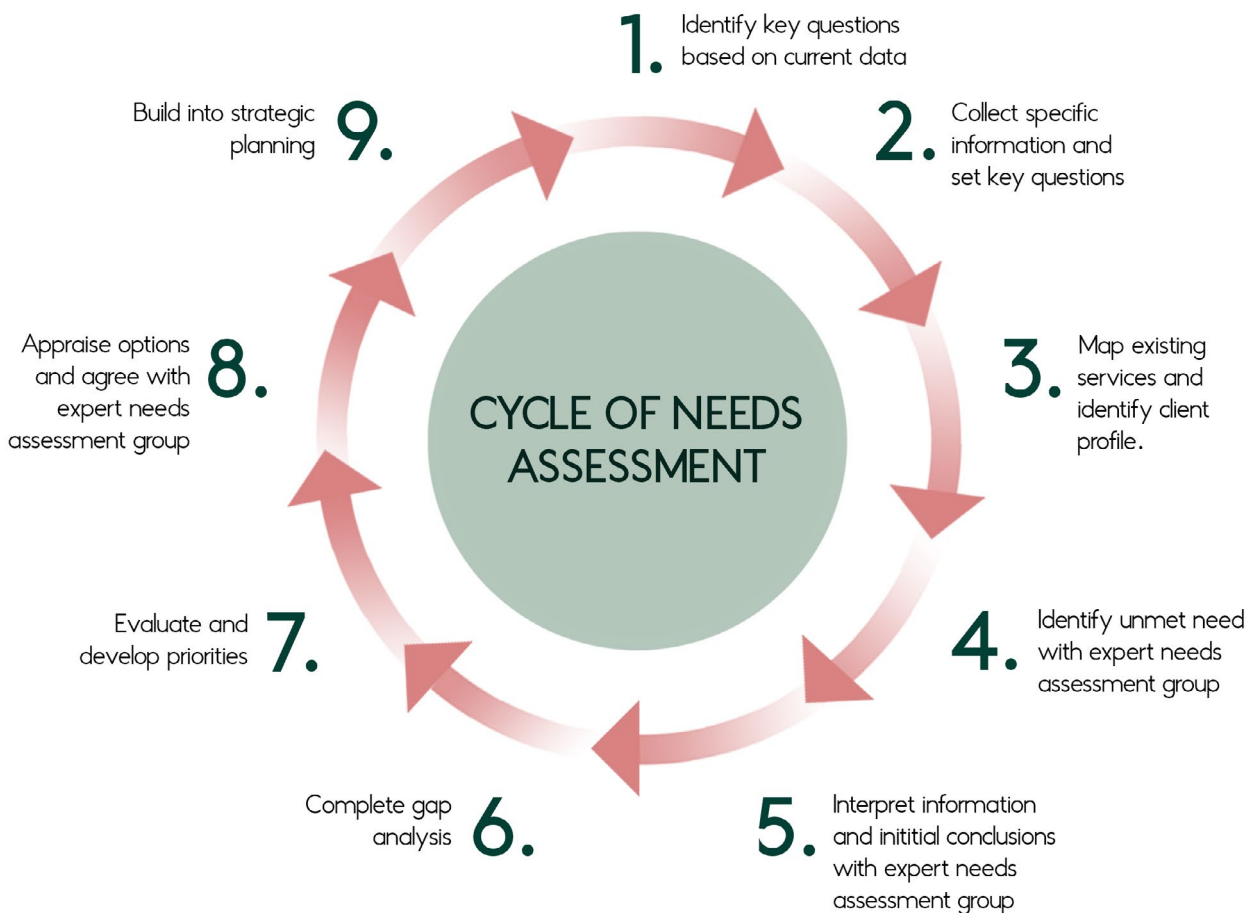 1.
Identify key questions
based on current data
2.
Collect specific
information and
set key questions
3.
Map existing
services and
identify client
profile.
4.
Identify unmet need
with expert needs
assessment group
5.
Interpret information
and inititial conclusions
with expert needs
assessment group
6.
Complete gap
analysis
7.
Evaluate and
develop priorities
8.
Appraise options
and agree with
expert needs
assessment group
9.
Build into strategic
planning
CYCLE OF NEEDS
ASSESSMENT